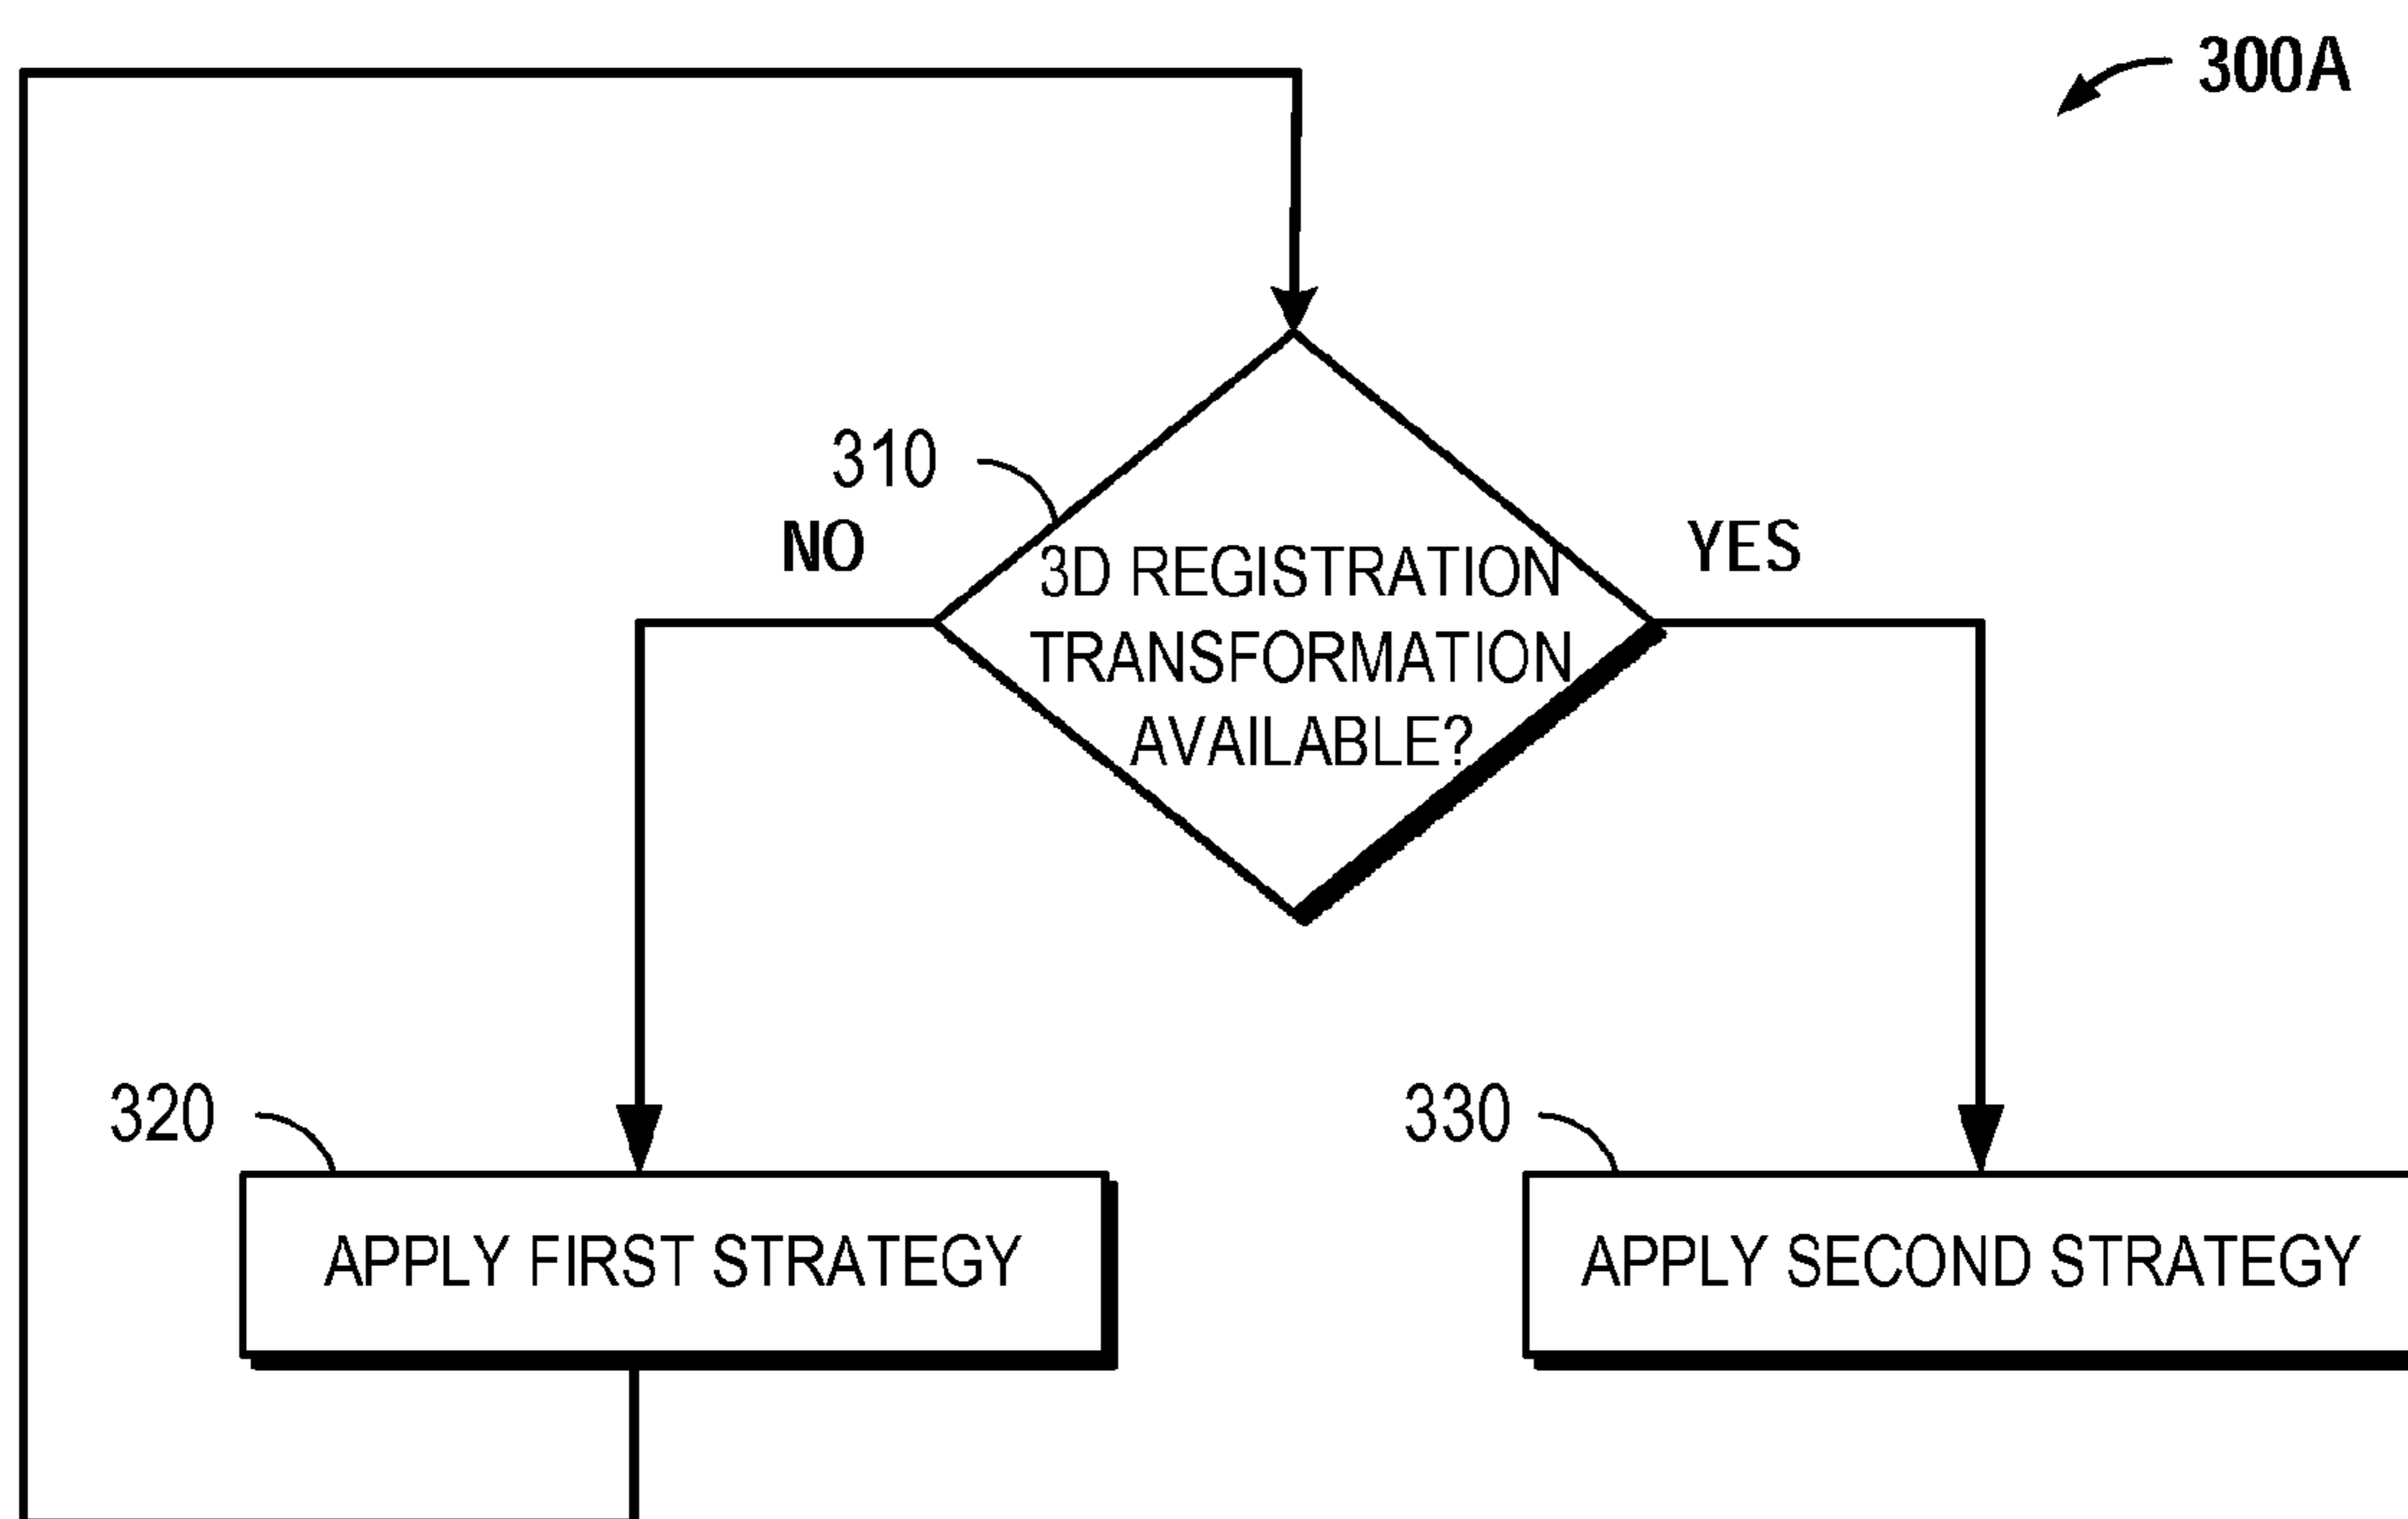 300A
310
NO
YES
3D REGISTRATION
TRANSFORMATION
AVAILABLE?
320
330
APPLY FIRST STRATEGY
APPLY SECOND STRATEGY